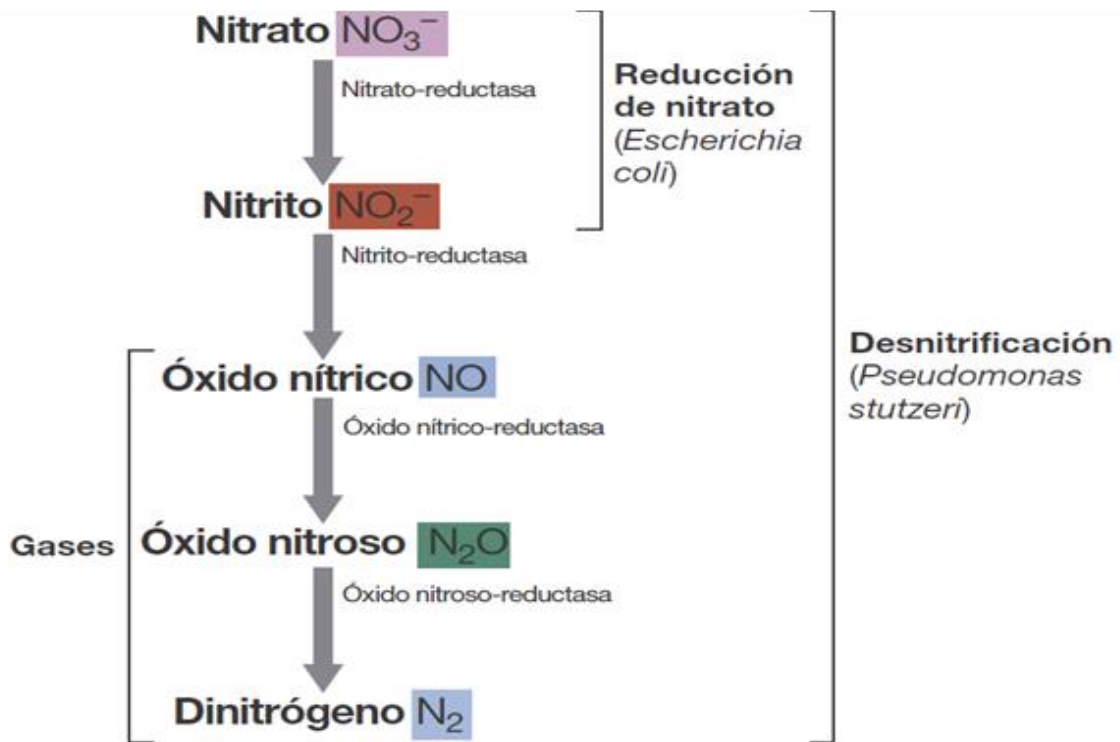 Nitrato NO₃⁻
Nitrato-reductasa
Reducción
de nitrato
(Escherichia
coli)
Nitrito NO₂⁻
Nitrito-reductasa
Óxido nítrico NO
Óxido nítrico-reductasa
Desnitrificación
(Pseudomonas
stutzeri)
Gases
Óxido nitroso N₂O
Óxido nitroso-reductasa
Dinitrógeno N₂